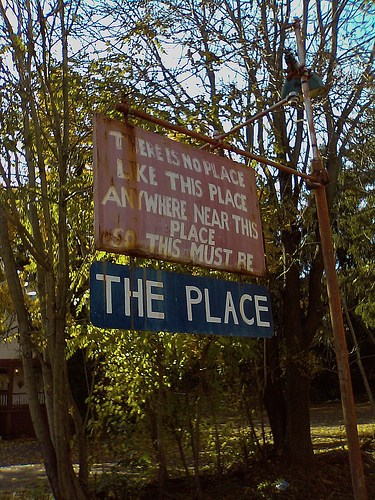 THERE IS NO PLACE
LIKE THIS PLACE
ANYWHERE NEAR THIS
PLACE
SO THIS MUST BE
THE PLACE